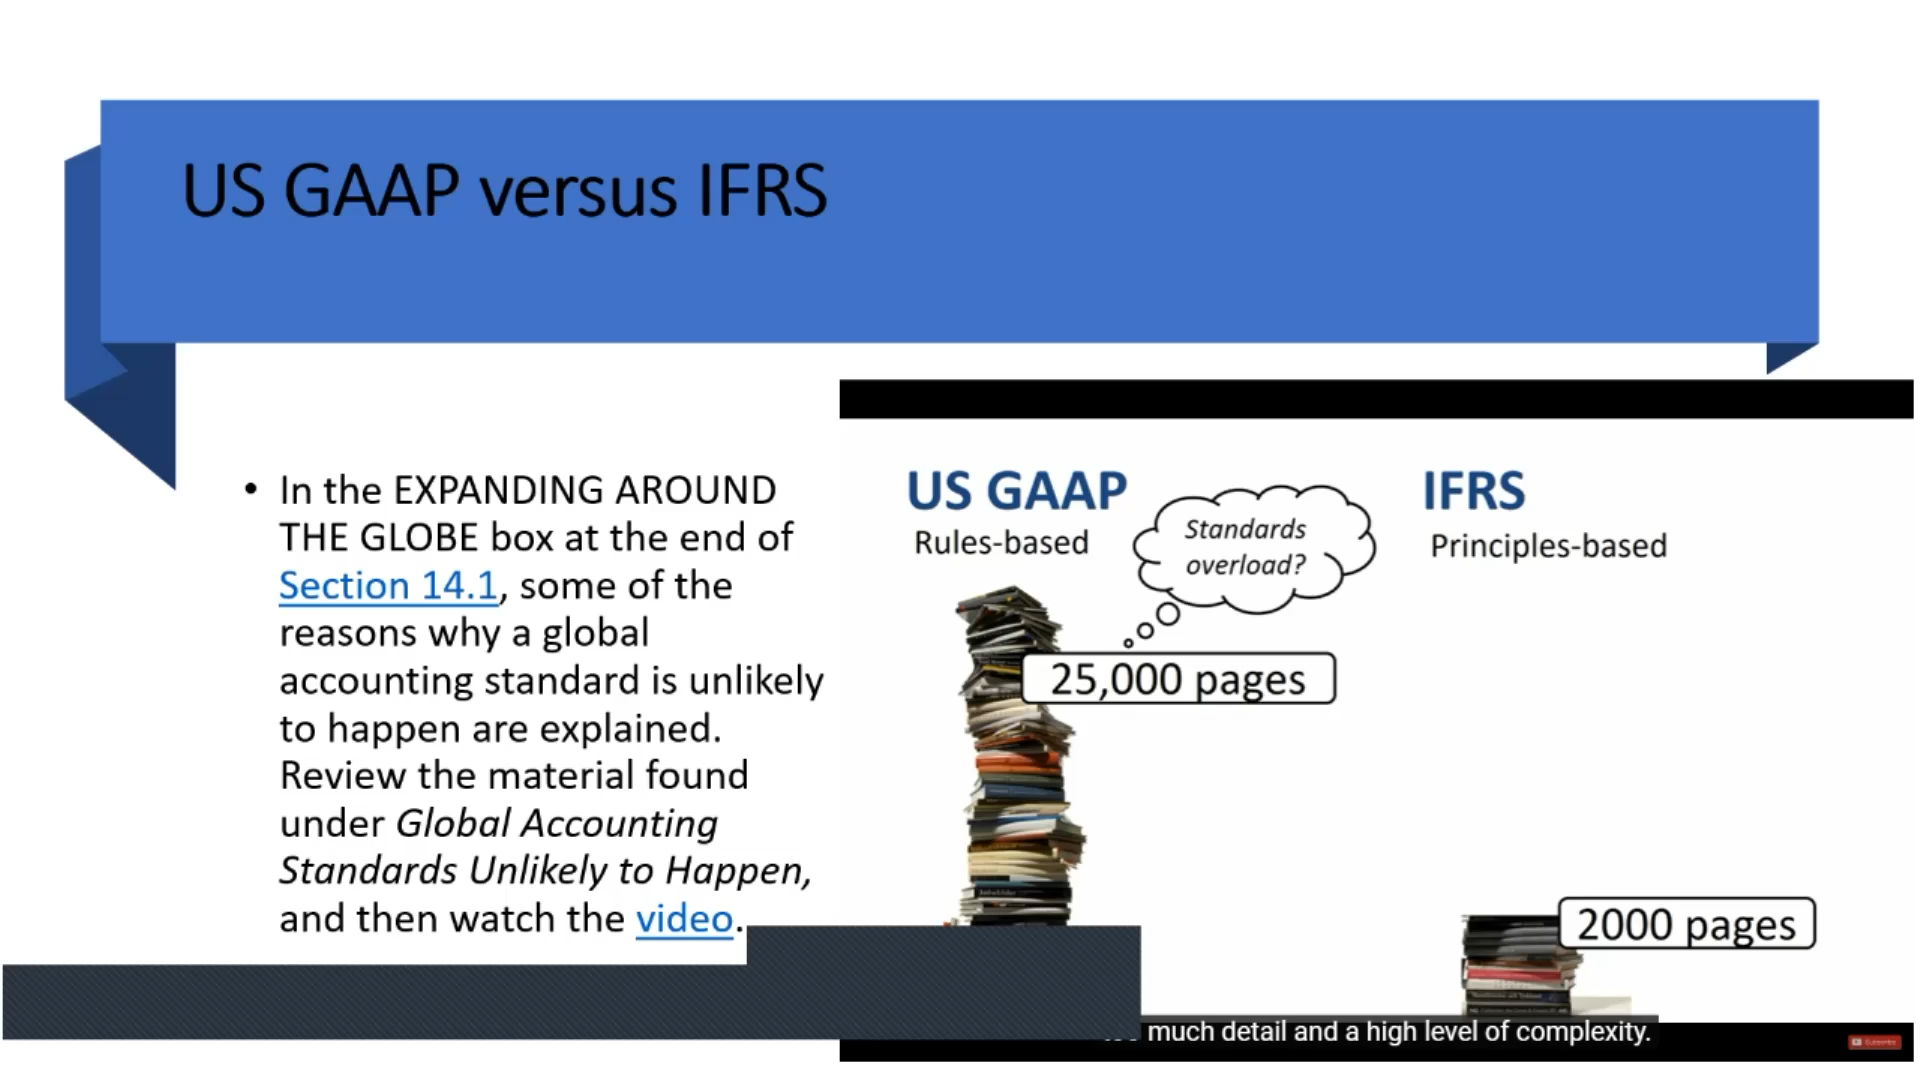 US GAAP versus IFRS
• In the EXPANDING AROUND
THE GLOBE box at the end of
Section 14.1, some of the
reasons why a global
accounting standard is unlikely
to happen are explained.
Review the material found
under Global Accounting
Standards Unlikely to Happen,
and then watch the video.
US GAAP
Rules-based
Standards
overload?
25,000 pages
IFRS
Principles-based
2000 pages
much detail and a high level of complexity.
Subscribe